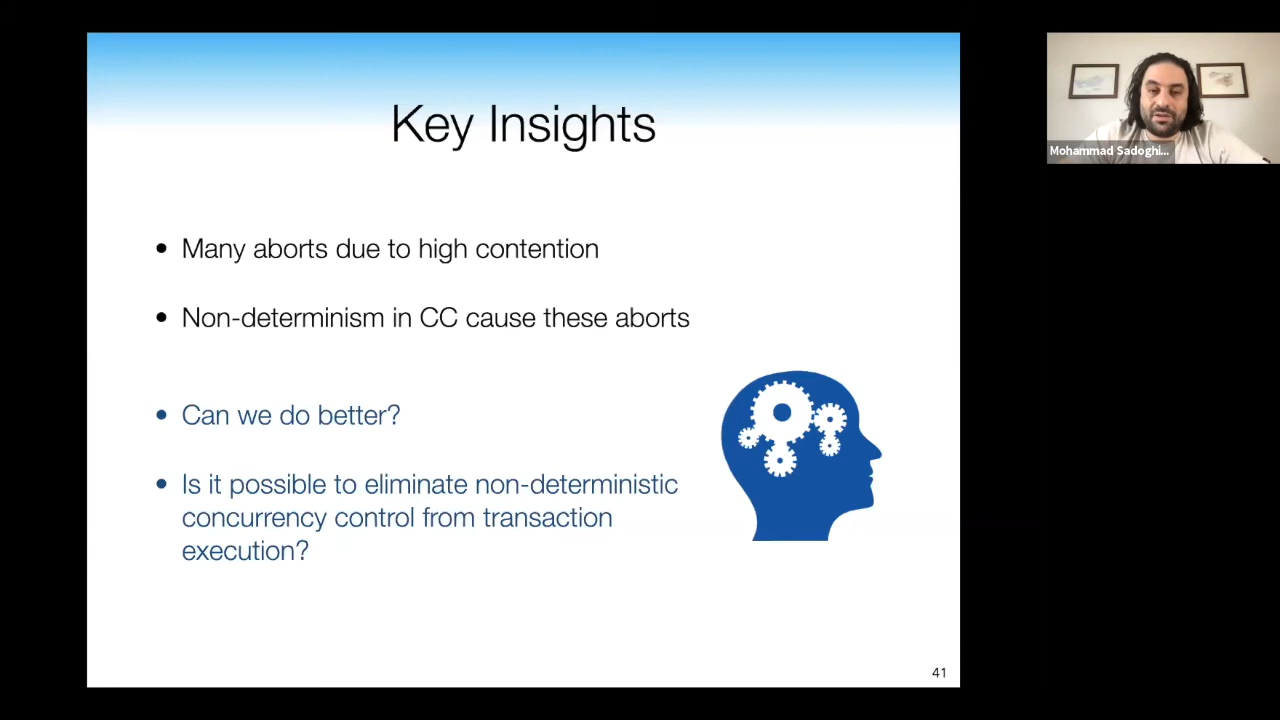 Key Insights
• Many aborts due to high contention
• Non-determinism in CC cause these aborts
• Can we do better?
• Is it possible to eliminate non-deterministic
concurrency control from transaction
execution?
41
Mohammad Sadoghi...